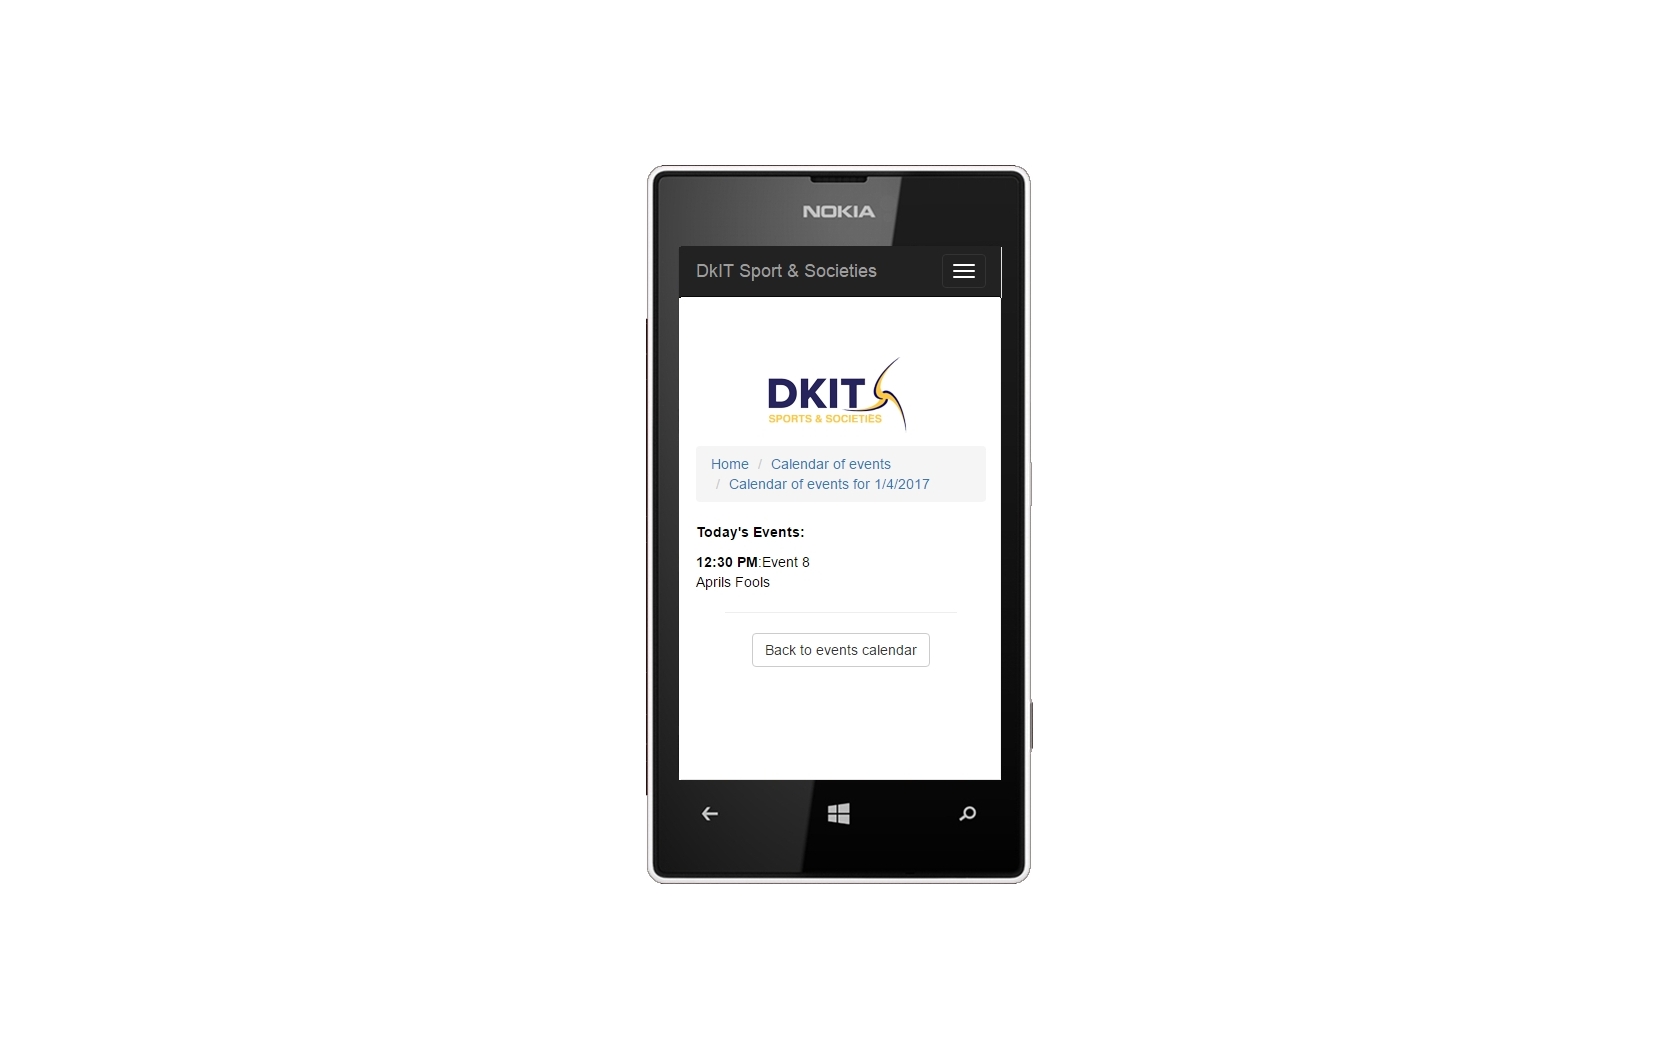 NOKIA
DkIT Sport & Societies
DKIT
SPORTS & SOCIETIES
Home / Calendar of events
/ Calendar of events for 1/4/2017
Today's Events:
12:30 PM:Event 8
Aprils Fools
Back to events calendar